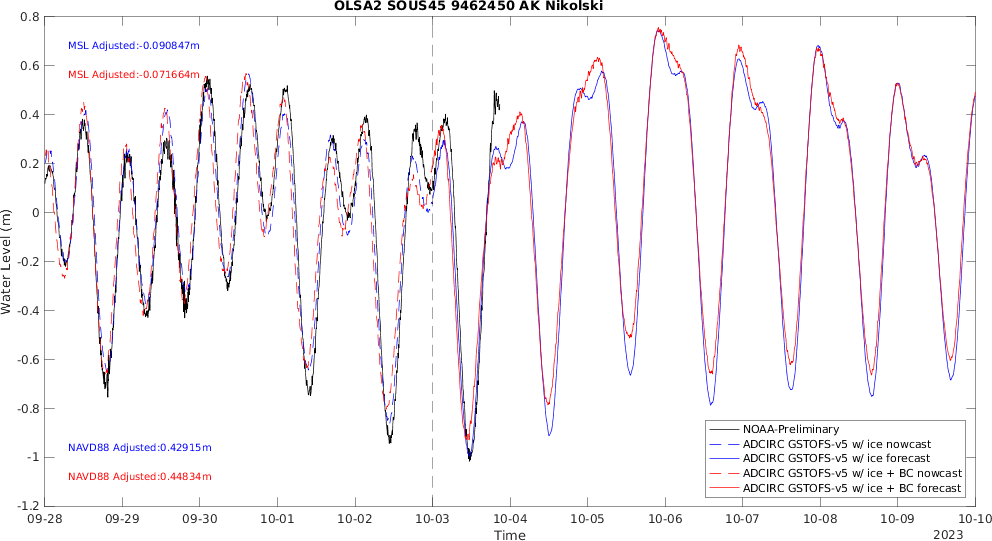 OLSA2 SOUS45 9462450 AK Nikolski
0.8
0.6
0.4
0.2
0
-0.2
-0.4
-0.6
-0.8
-1
-1.2
Water Level (m)
MSL Adjusted:-0.090847m
MSL Adjusted:-0.071664m
NAVD88 Adjusted:0.42915m
NAVD88 Adjusted:0.44834m
NOAA-Preliminary
ADCIRC GSTOFS-v5 w/ ice nowcast
ADCIRC GSTOFS-v5 w/ ice forecast
ADCIRC GSTOFS-v5 w/ ice + BC nowcast
ADCIRC GSTOFS-v5 w/ ice + BC forecast
09-28 09-29 09-30 10-01 10-02 10-03 10-04 10-05 10-06 10-07 10-08 10-09 10-10
Time
2023